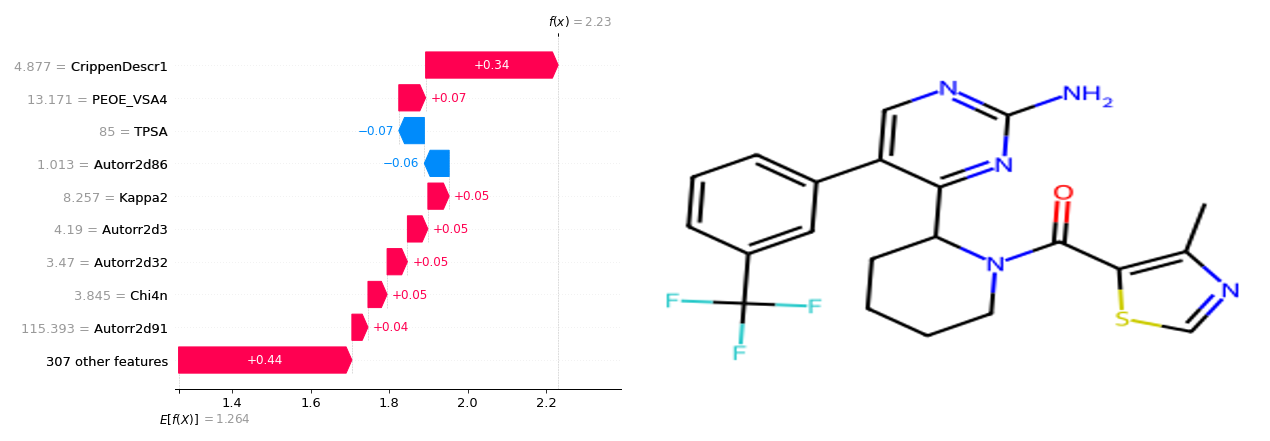 f(x) = 2.23
4.877 = CrippenDescr1 +0.34
13.171 = PEOE_VSA4 +0.07
85 = TPSA −0.07
1.013 = Autorr2d86 −0.06
8.257 = Kappa2 +0.05
4.19 = Autorr2d3 +0.05
3.47 = Autorr2d32 +0.05
3.845 = Chi4n +0.05
115.393 = Autorr2d91 +0.04
307 other features +0.44
1.4 1.6 1.8 2.0 2.2
E[f(X)] = 1.264
N NH₂
N
O
N
F F N
S
F